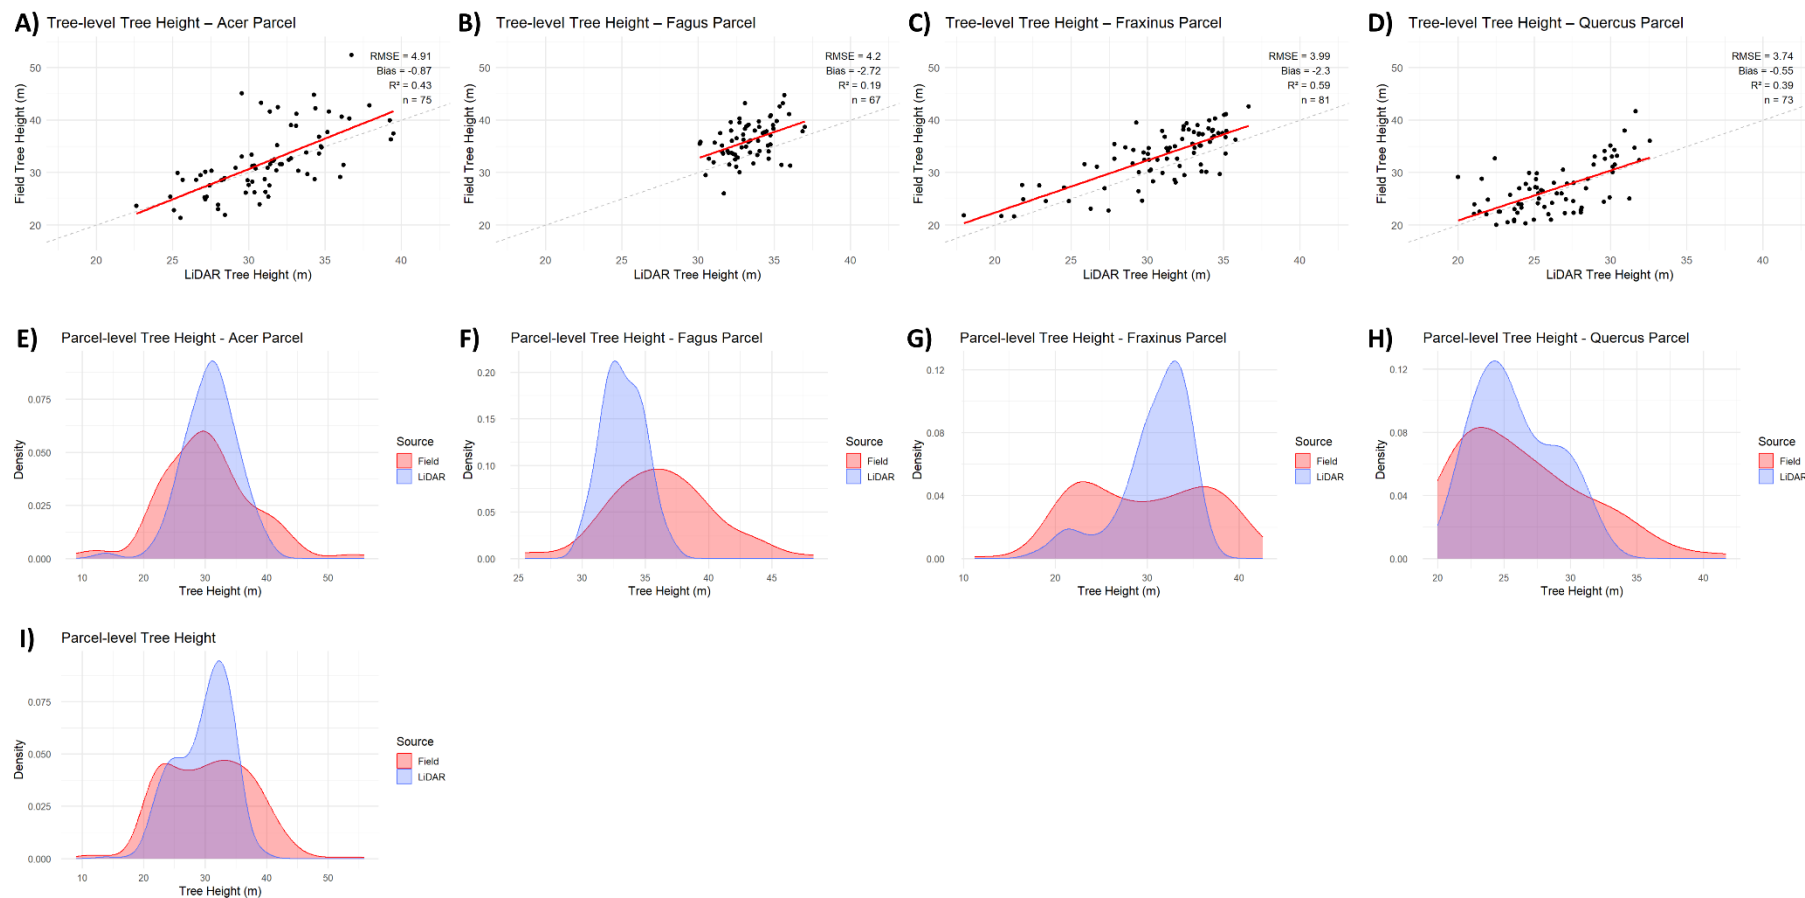 A) Tree-level Tree Height – Acer Parcel
RMSE = 4.91
Bias = -0.87
R² = 0.43
n = 75
Field Tree Height (m)
50
40
30
20
20 25 30 35 40
LiDAR Tree Height (m)
B) Tree-level Tree Height – Fagus Parcel
RMSE = 4.2
Bias = -2.72
R² = 0.19
n = 67
Field Tree Height (m)
50
40
30
20
20 25 30 35 40
LiDAR Tree Height (m)
C) Tree-level Tree Height – Fraxinus Parcel
RMSE = 3.99
Bias = -2.3
R² = 0.59
n = 81
Field Tree Height (m)
50
40
30
20
20 25 30 35 40
LiDAR Tree Height (m)
D) Tree-level Tree Height – Quercus Parcel
RMSE = 3.74
Bias = -0.55
R² = 0.39
n = 73
Field Tree Height (m)
50
40
30
20
20 25 30 35 40
LiDAR Tree Height (m)
E) Parcel-level Tree Height - Acer Parcel
Density
0.075
0.050
0.025
0.000
10 20 30 40 50
Tree Height (m)
Source
Field
LiDAR
F) Parcel-level Tree Height - Fagus Parcel
Density
0.20
0.15
0.10
0.05
0.00
25 30 35 40 45
Tree Height (m)
Source
Field
LiDAR
G) Parcel-level Tree Height - Fraxinus Parcel
Density
0.12
0.08
0.04
0.00
10 20 30 40
Tree Height (m)
Source
Field
LiDAR
H) Parcel-level Tree Height - Quercus Parcel
Density
0.12
0.08
0.04
0.00
20 25 30 35 40
Tree Height (m)
Source
Field
LiDAR
I) Parcel-level Tree Height
Density
0.075
0.050
0.025
0.000
10 20 30 40 50
Tree Height (m)
Source
Field
LiDAR